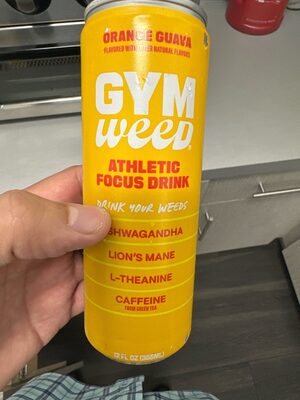 ORANGE GUAVA
FLAVORED WITH OTHER NATURAL FLAVORS
GYM
weed
ATHLETIC
FOCUS DRINK
DRINK YOUR WEEDS
SHWAGANDHA
LION'S MANE
L-THEANINE
CAFFEINE
FROM GREEN TEA
12 FL OZ (355ML)